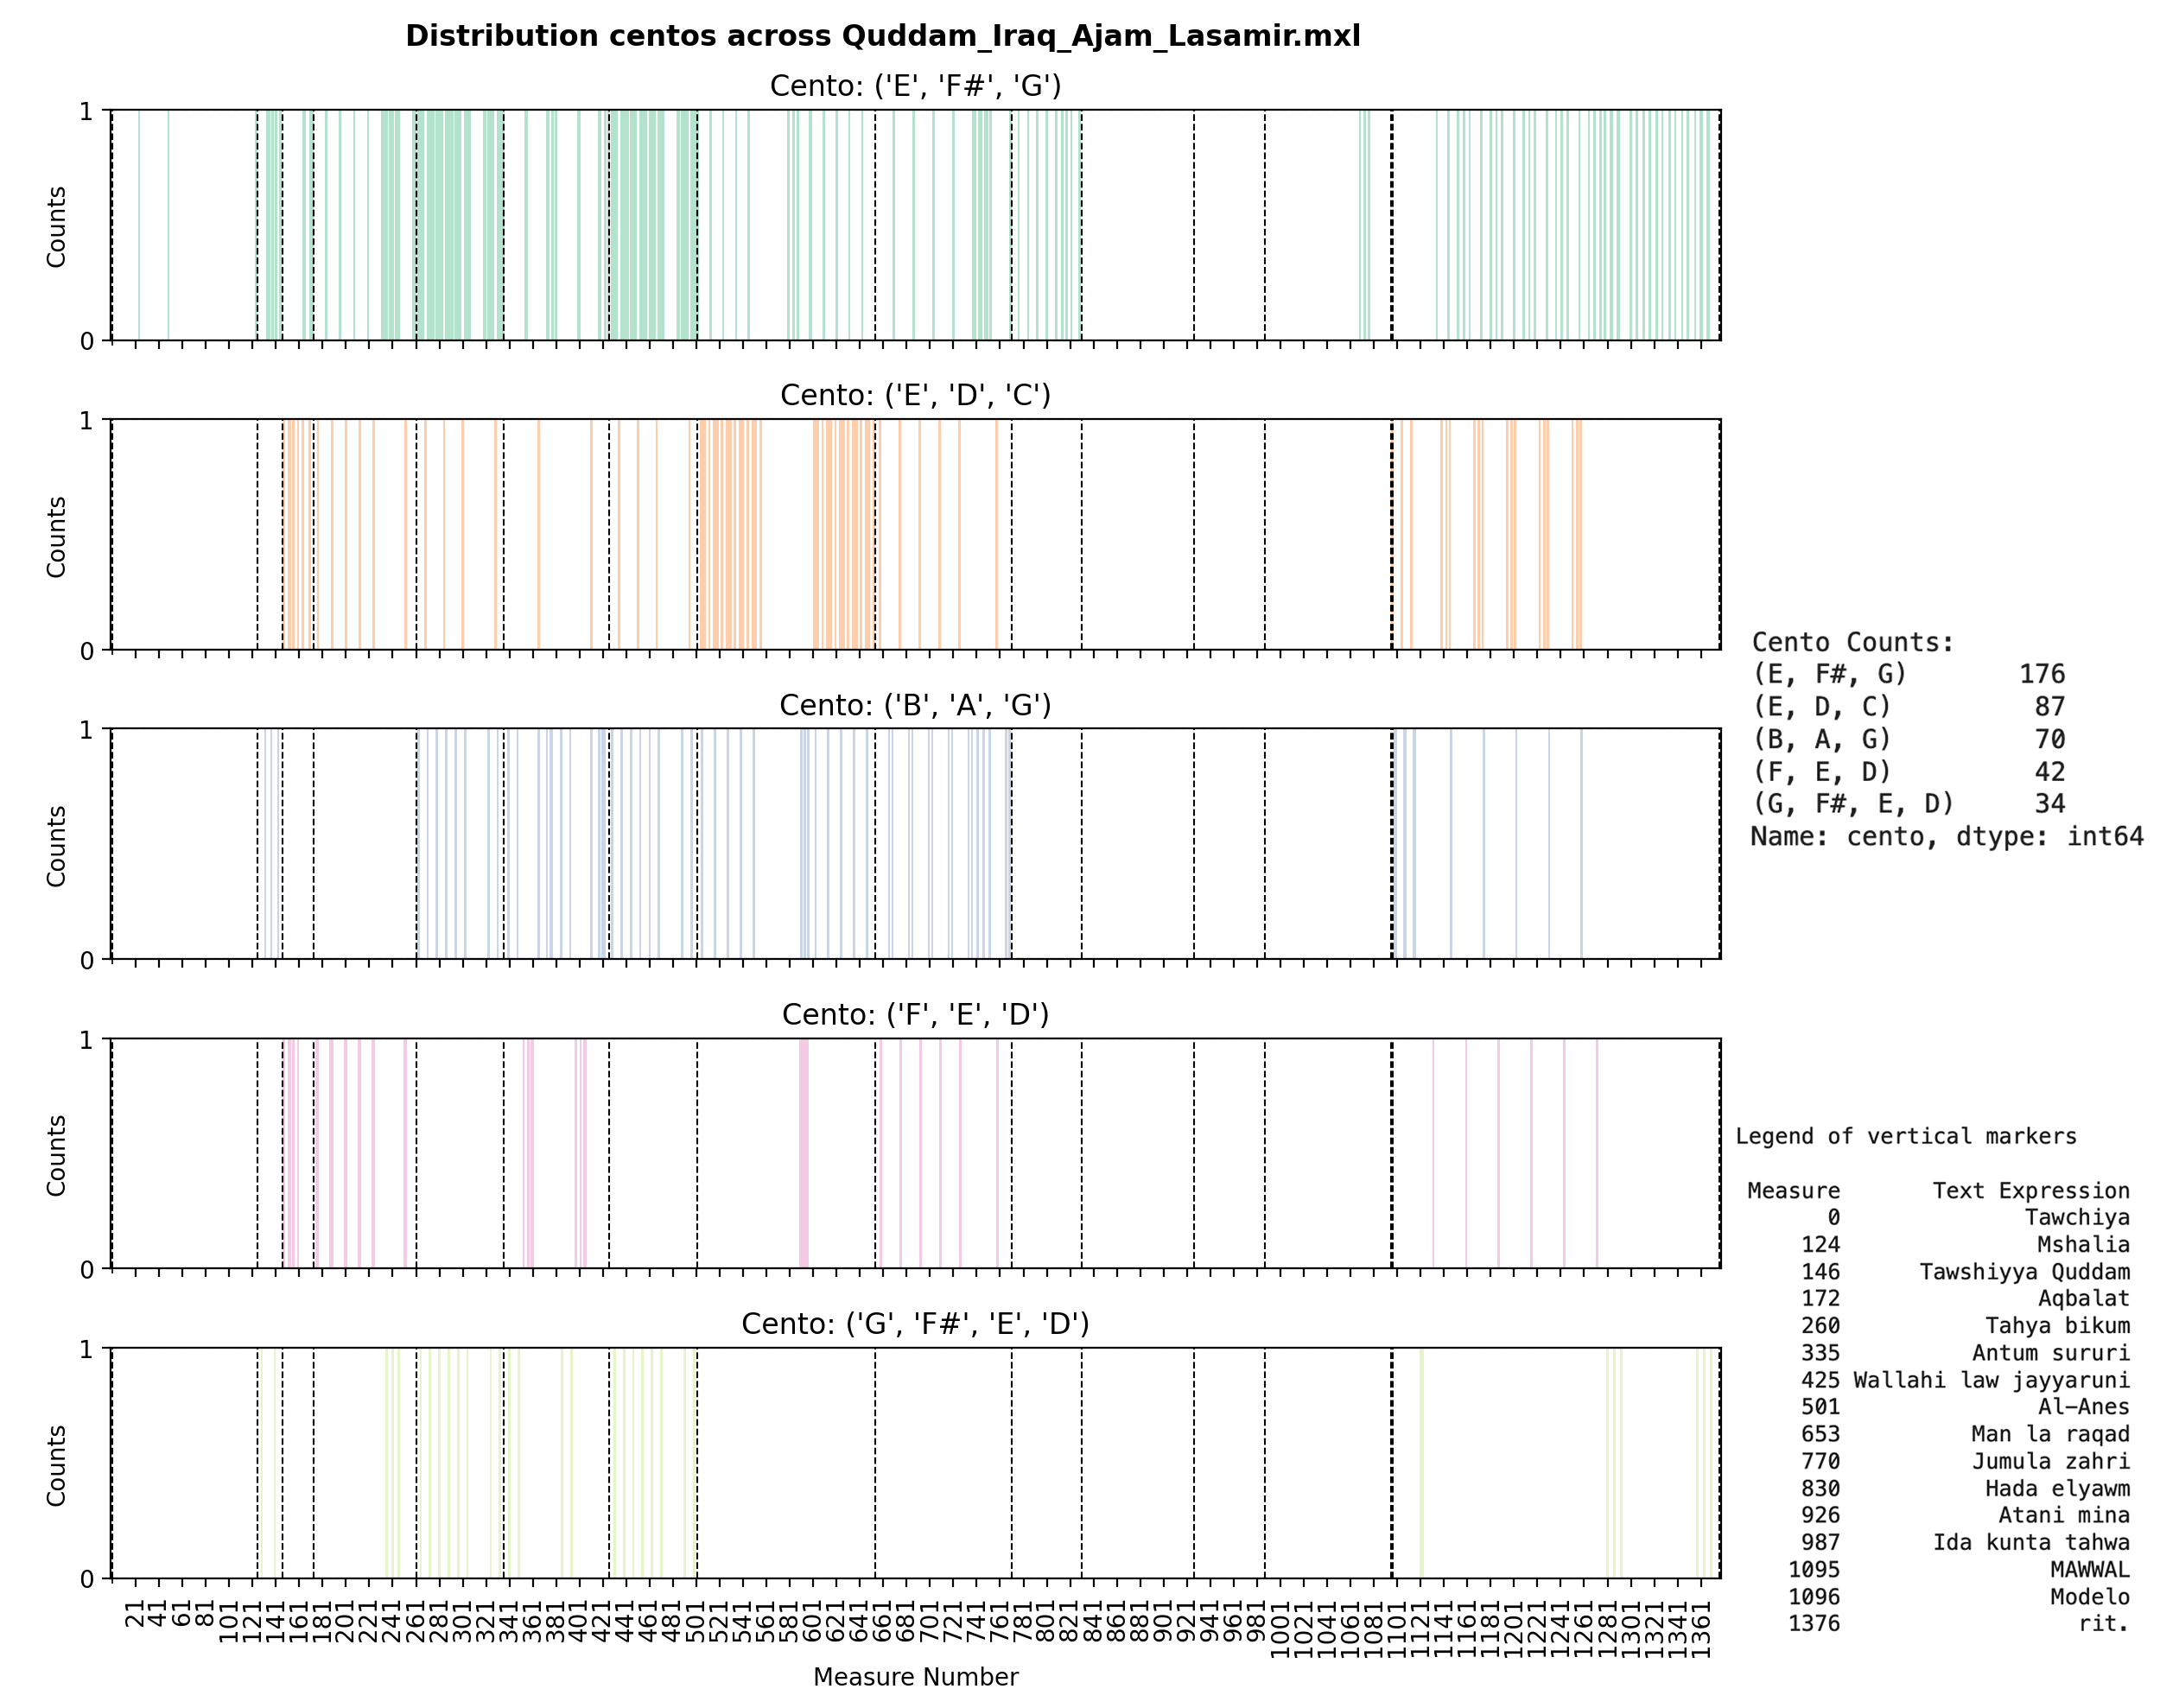 Distribution centos across Quddam_Iraq_Ajam_Lasamir.mxl
Cento: ('E', 'F#', 'G')
1
Counts
0
Cento: ('E', 'D', 'C')
1
Counts
0
Cento: ('B', 'A', 'G')
1
Counts
0
Cento: ('F', 'E', 'D')
1
Counts
0
Cento: ('G', 'F#', 'E', 'D')
1
Counts
0
21 41 61 81 101 121 141 161 181 201 221 241 261 281 301 321 341 361 381 401 421 441 461 481 501 521 541 561 581 601 621 641 661 681 701 721 741 761 781 801 821 841 861 881 901 921 941 961 981 1001 1021 1041 1061 1081 1101 1121 1141 1161 1181 1201 1221 1241 1261 1281 1301 1321 1341 1361
Measure Number
Cento Counts:
(E, F#, G) 176
(E, D, C) 87
(B, A, G) 70
(F, E, D) 42
(G, F#, E, D) 34
Name: cento, dtype: int64
Legend of vertical markers
Measure Text Expression
0 Tawchiya
124 Mshalia
146 Tawshiyya Quddam
172 Aqbalat
260 Tahya bikum
335 Antum sururi
425 Wallahi law jayyaruni
501 Al-Anes
653 Man la raqad
770 Jumula zahri
830 Hada elyawm
926 Atani mina
987 Ida kunta tahwa
1095 MAWWAL
1096 Modelo
1376 rit.